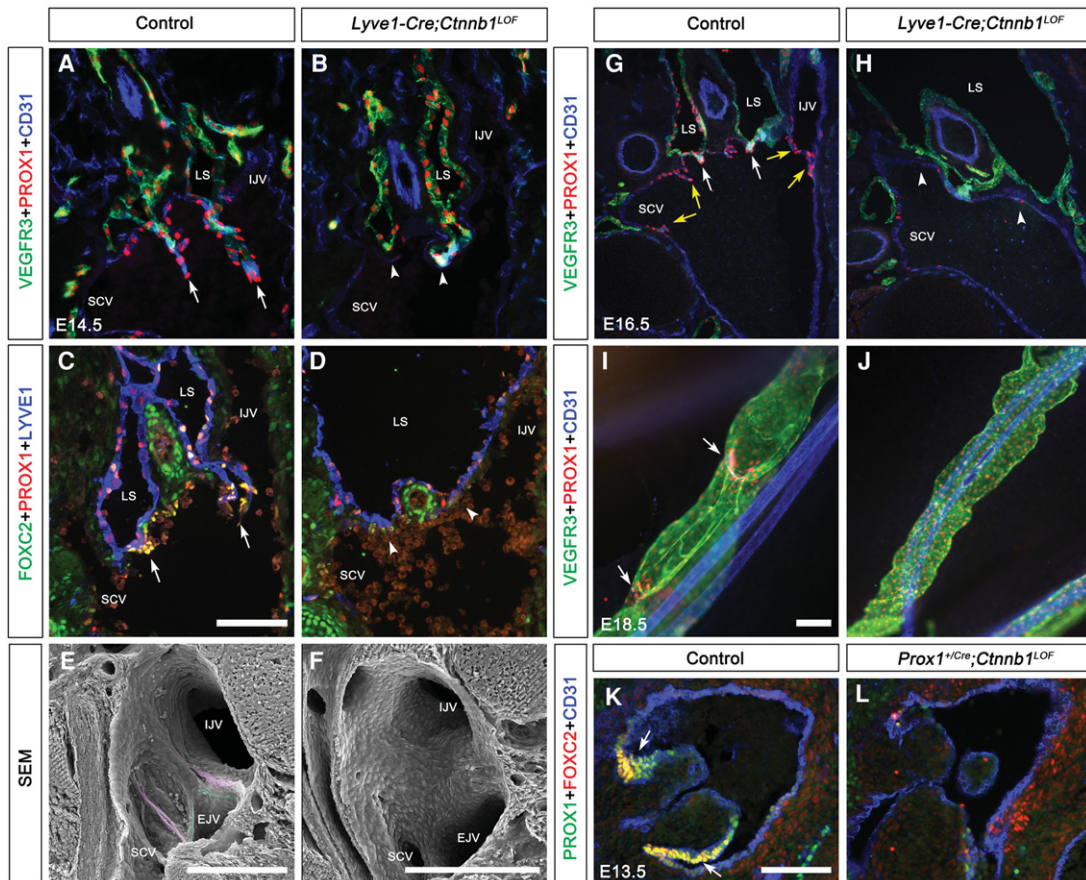 Control
Lyve1-Cre;Ctnnb1LOF
Control
Lyve1-Cre;Ctnnb1LOF
VEGFR3+PROX1+CD31
A
LS
IJV
SCV
E14.5
B
IJV
LS
SCV
VEGFR3+PROX1+CD31
G
LS
LS
IJV
SCV
E16.5
H
LS
SCV
FOXC2+PROX1+LYVE1
C
LS
IJV
LS
SCV
D
LS
IJV
SCV
VEGFR3+PROX1+CD31
I
E18.5
J
SEM
E
IJV
EJV
SCV
F
IJV
EJV
SCV
Control
Prox1+/Cre;Ctnnb1LOF
PROX1+FOXC2+CD31
K
E13.5
L